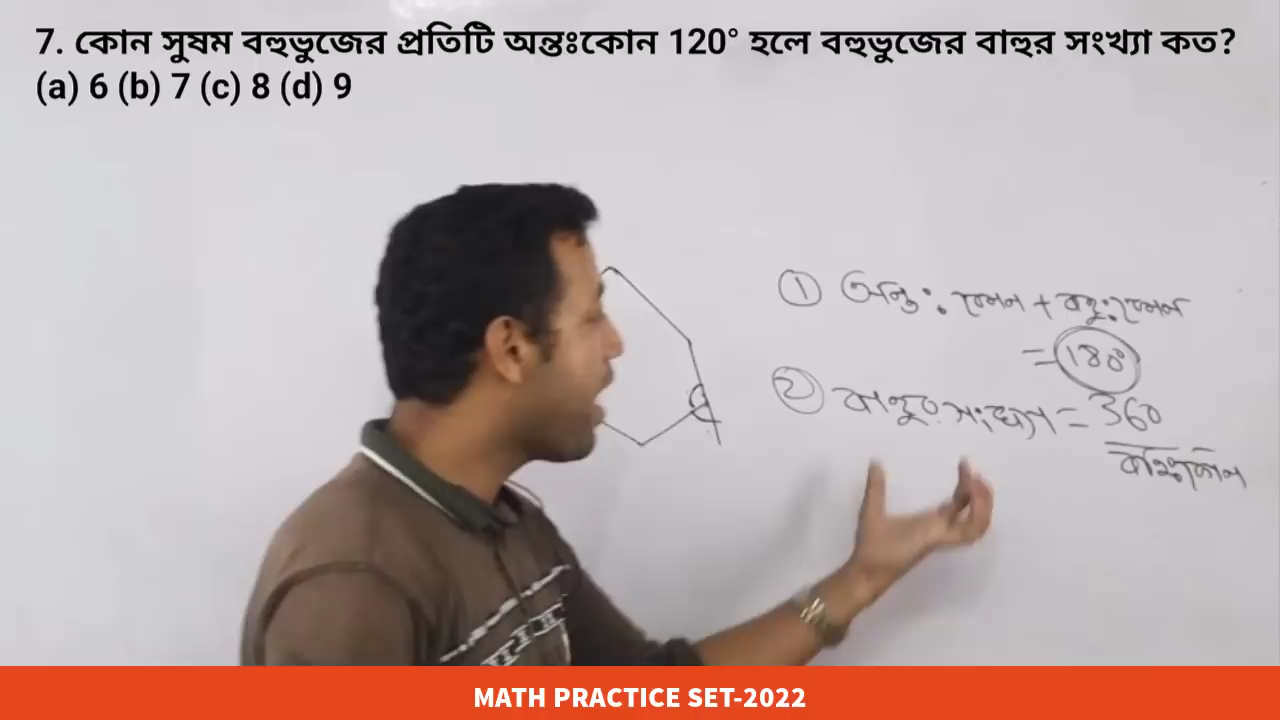 7. কোন সুষম বহুভুজের প্রতিটি অন্তঃকোন 120° হলে বহুভুজের বাহুর সংখ্যা কত?
(a) 6 (b) 7 (c) 8 (d) 9
① অন্তঃ কোন + বহিঃকোন
= 180°
② বাহুর সংখ্যা = 360
বহিঃকোন
MATH PRACTICE SET-2022